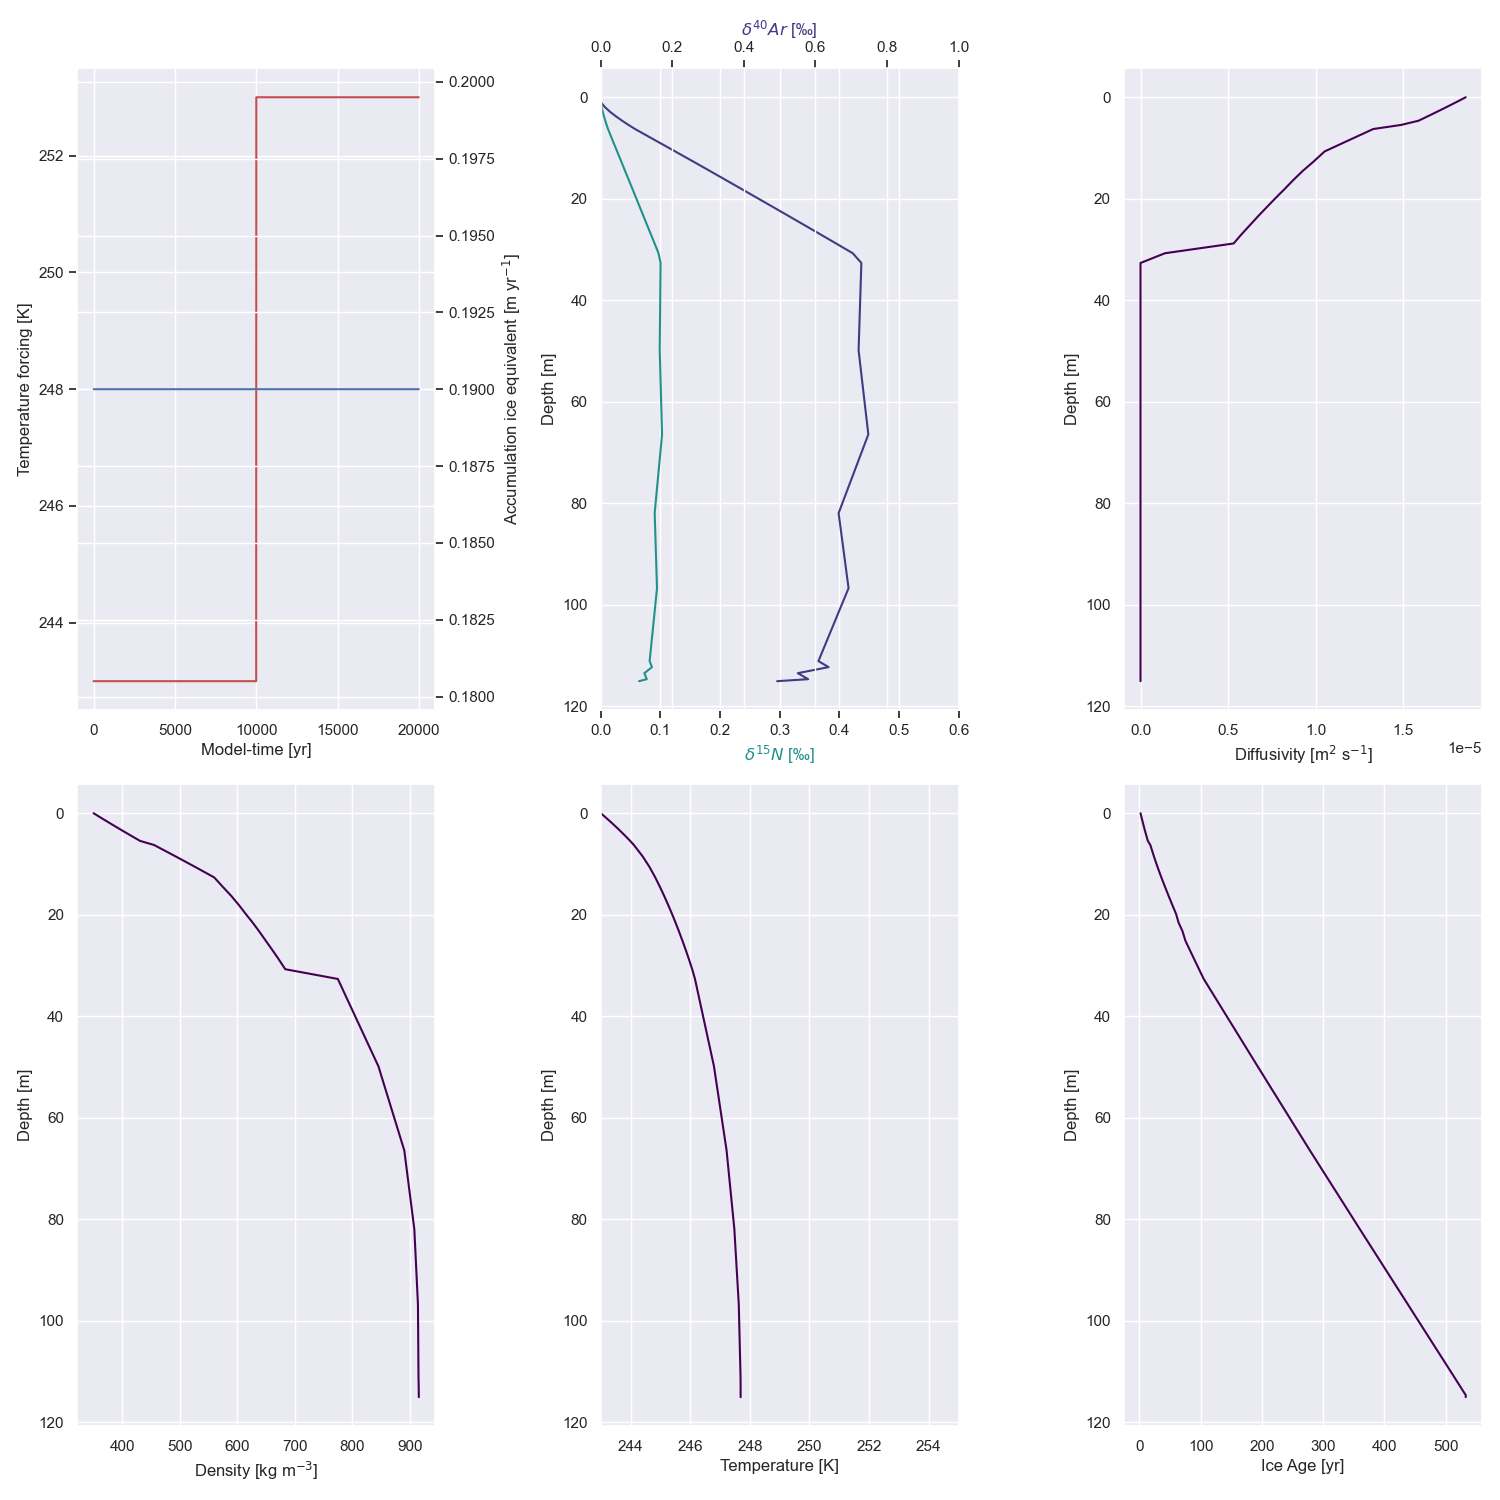 Temperature forcing [K]
252
250
248
246
244
0.2000
0.1975
0.1950
0.1925
0.1900
0.1875
0.1850
0.1825
0.1800
Accumulation ice equivalent [m yr⁻¹]
0 5000 10000 15000 20000
Model-time [yr]
δ⁴⁰Ar [‰]
0.0 0.2 0.4 0.6 0.8 1.0
Depth [m]
0
20
40
60
80
100
120
0.0 0.1 0.2 0.3 0.4 0.5 0.6
δ¹⁵N [‰]
Depth [m]
0
20
40
60
80
100
120
0.0 0.5 1.0 1.5
1e−5
Diffusivity [m² s⁻¹]
Depth [m]
0
20
40
60
80
100
120
400 500 600 700 800 900
Density [kg m⁻³]
Depth [m]
0
20
40
60
80
100
120
244 246 248 250 252 254
Temperature [K]
Depth [m]
0
20
40
60
80
100
120
0 100 200 300 400 500
Ice Age [yr]